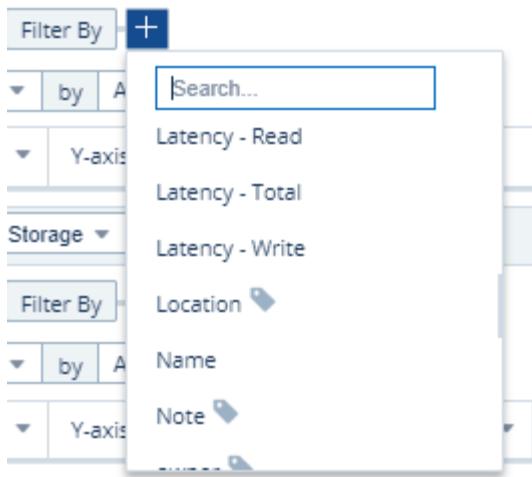 Filter By
Search...
by A
Latency - Read
Y-axis
Latency - Total
Storage
Latency - Write
Filter By
Location
by A
Name
Y-axis
Note
owner